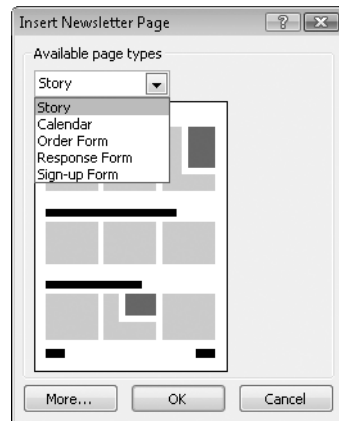 Insert Newsletter Page
Available page types
Story
Story
Calendar
Order Form
Response Form
Sign-up Form
More...
OK
Cancel